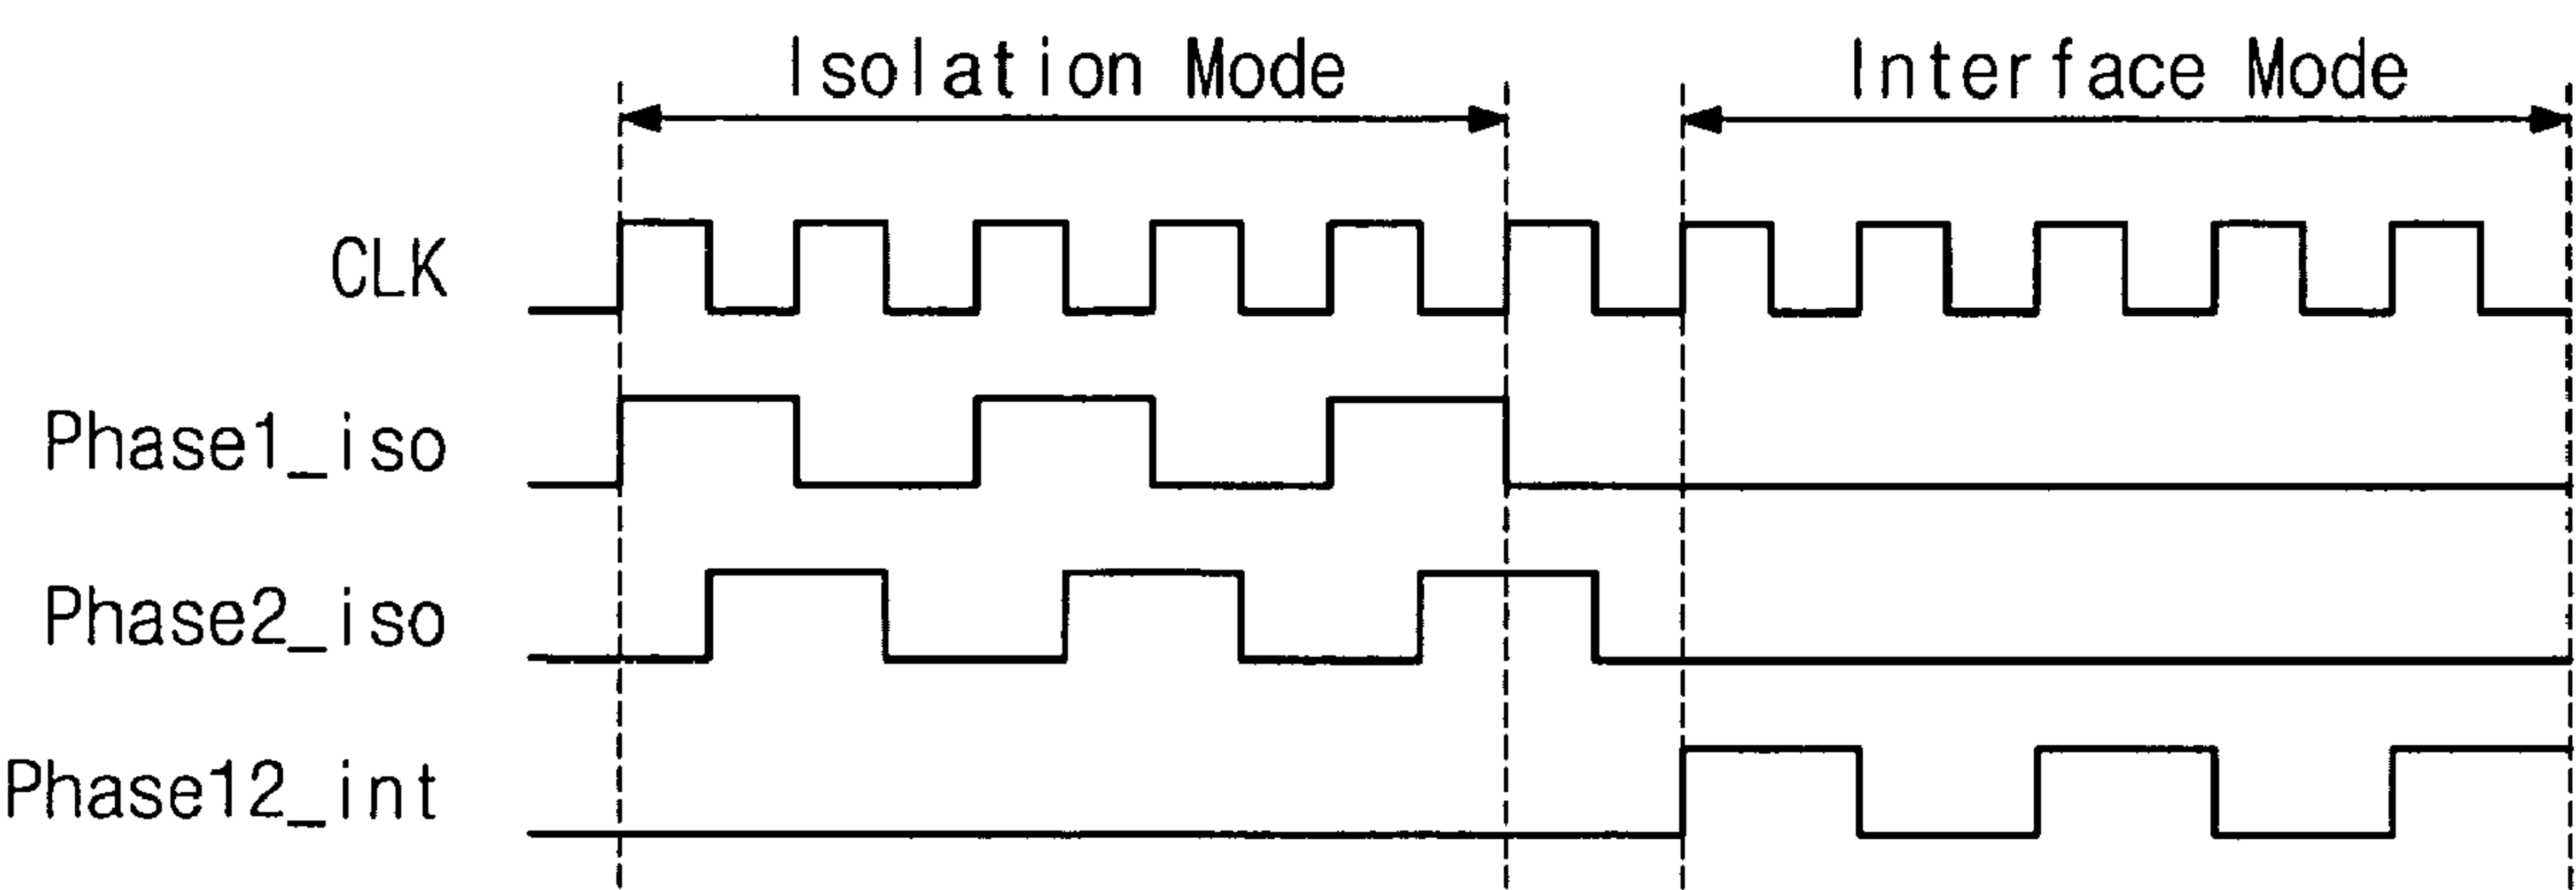 Isolation Mode Interface Mode
CLK
Phase1_iso
Phase2_iso
Phase12_int